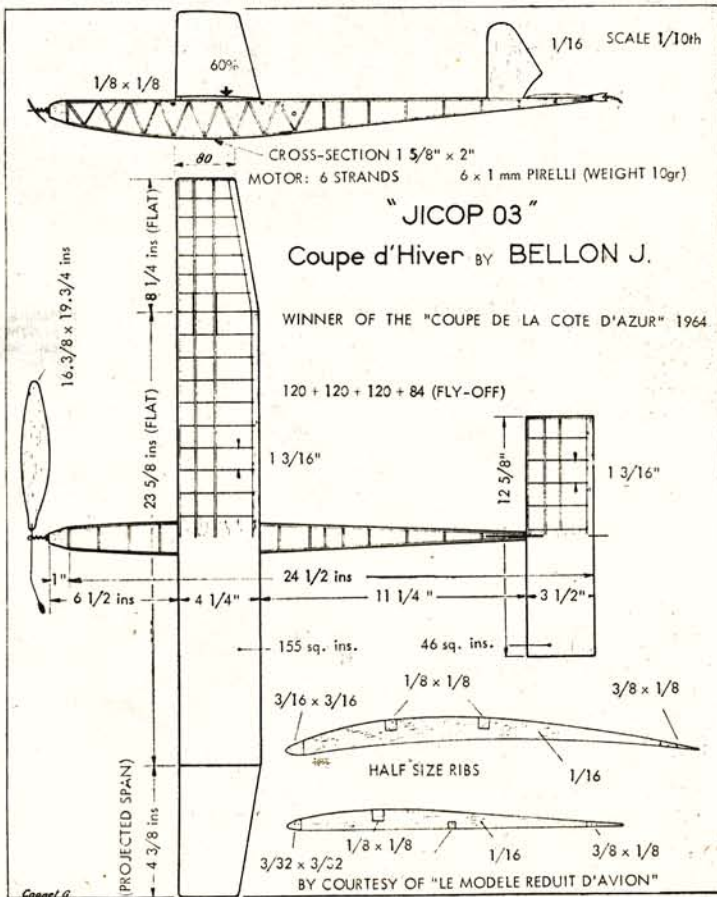 1/16 SCALE 1/10th
60%
1/8 x 1/8
80
CROSS-SECTION 1 5/8" x 2"
MOTOR: 6 STRANDS 6 x 1 mm PIRELLI (WEIGHT 10gr)
"JICOP 03"
Coupe d'Hiver BY BELLON J.
WINNER OF THE "COUPE DE LA COTE D'AZUR" 1964
8 1/4 ins (FLAT)
16.3/8 x 19.3/4 ins
120 + 120 + 120 + 84 (FLY-OFF)
23 5/8 ins (FLAT)
1 3/16"
12 5/8"
1 3/16"
1"
24 1/2 ins
6 1/2 ins
4 1/4"
11 1/4 "
3 1/2"
155 sq. ins.
46 sq. ins.
3/16 x 3/16
1/8 x 1/8
3/8 x 1/8
HALF SIZE RIBS
1/16
(PROJECTED SPAN)
4 3/8 ins
3/32 x 3/32
1/8 x 1/8
1/16
3/8 x 1/8
BY COURTESY OF "LE MODELE REDUIT D'AVION"